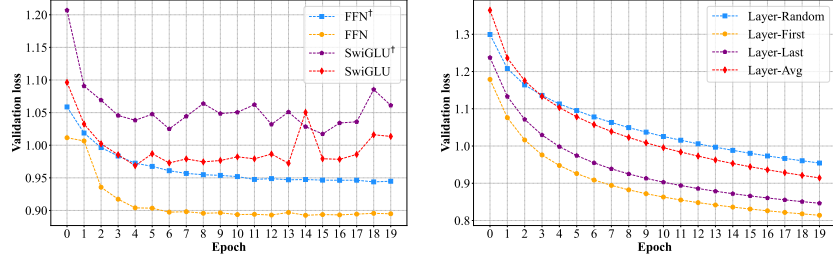 1.20
1.15
1.10
1.05
1.00
0.95
0.90
Validation loss
0 1 2 3 4 5 6 7 8 9 10 11 12 13 14 15 16 17 18 19
Epoch
FFN†
FFN
SwiGLU†
SwiGLU
1.3
1.2
1.1
1.0
0.9
0.8
Validation loss
0 1 2 3 4 5 6 7 8 9 10 11 12 13 14 15 16 17 18 19
Epoch
Layer-Random
Layer-First
Layer-Last
Layer-Avg